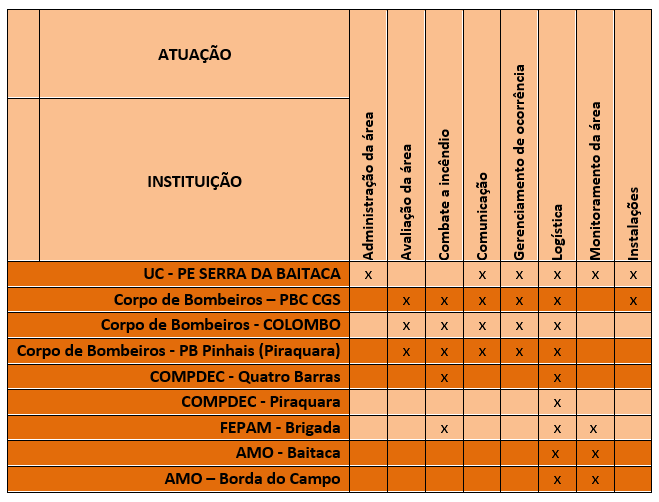 ATUAÇÃO
INSTITUIÇÃO
Administração da área
Avaliação da área
Combate a incêndio
Comunicação
Gerenciamento de ocorrência
Logística
Monitoramento da área
Instalações
UC - PE SERRA DA BAITACA x x x x x x
Corpo de Bombeiros – PBC CGS x x x x x x
Corpo de Bombeiros - COLOMBO x x x x x
Corpo de Bombeiros - PB Pinhais (Piraquara) x x x x x
COMPDEC - Quatro Barras x x
COMPDEC - Piraquara x
FEPAM - Brigada x x x
AMO - Baitaca x x
AMO – Borda do Campo x x